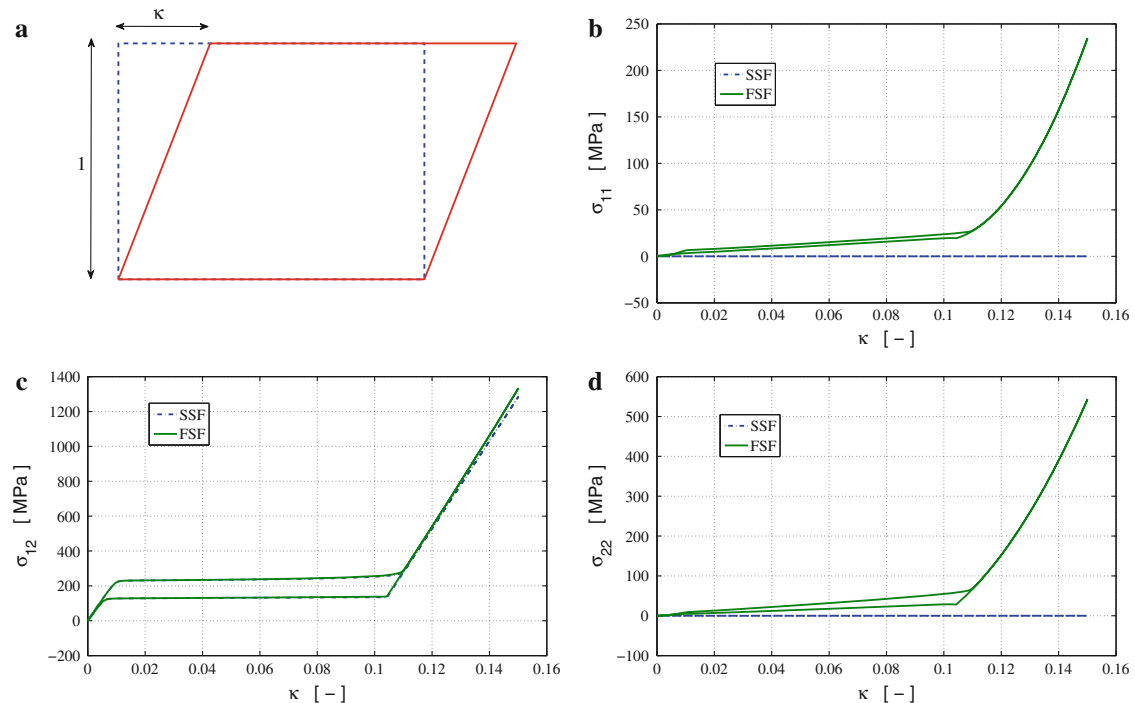 a
κ
1
b
250
200
150
100
50
0
−50
σ11 [ MPa]
SSF
FSF
0 0.02 0.04 0.06 0.08 0.1 0.12 0.14 0.16
κ [ − ]
c
1400
1200
1000
800
600
400
200
0
−200
σ12 [ MPa]
SSF
FSF
0 0.02 0.04 0.06 0.08 0.1 0.12 0.14 0.16
κ [ − ]
d
600
500
400
300
200
100
0
−100
σ22 [ MPa]
SSF
FSF
0 0.02 0.04 0.06 0.08 0.1 0.12 0.14 0.16
κ [ − ]